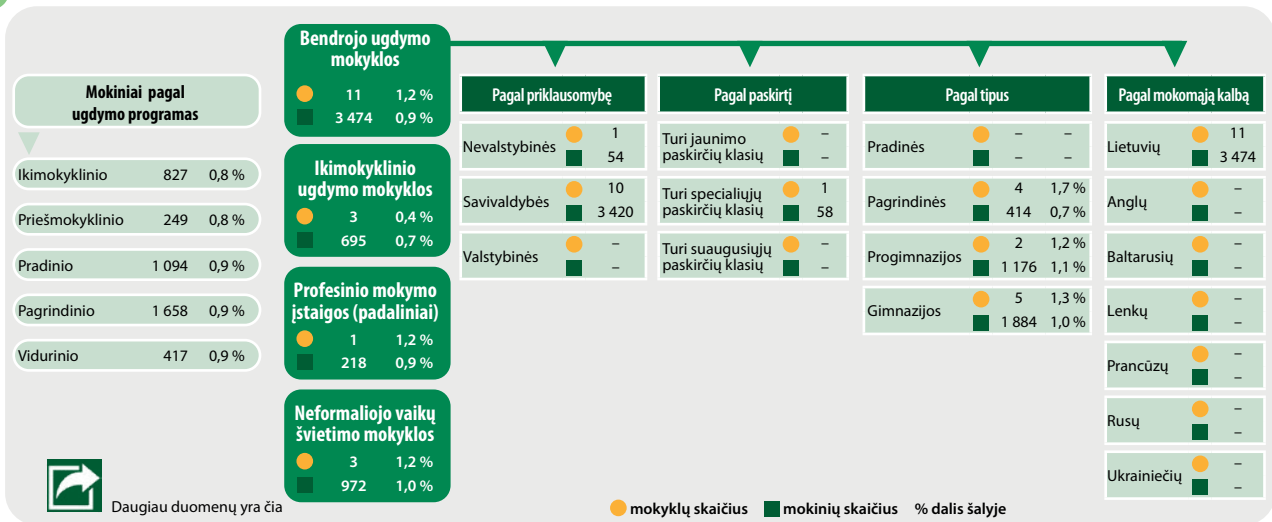 Mokiniai pagal
ugdymo programas
Ikimokyklinio 827 0,8 %
Priešmokyklinio 249 0,8 %
Pradinio 1 094 0,9 %
Pagrindinio 1 658 0,9 %
Vidurinio 417 0,9 %
Bendrojo ugdymo
mokyklos
11 1,2 %
3 474 0,9 %
Ikimokyklinio
ugdymo mokyklos
3 0,4 %
695 0,7 %
Profesinio mokymo
įstaigos (padaliniai)
1 1,2 %
218 0,9 %
Neformaliojo vaikų
švietimo mokyklos
3 1,2 %
972 1,0 %
Pagal priklausomybę
Nevalstybinės
1
54
Savivaldybės
10
3 420
Valstybinės
–
–
Pagal paskirtį
Turi jaunimo
paskirčių klasių
–
–
Turi specialiųjų
paskirčių klasių
1
58
Turi suaugusiųjų
paskirčių klasių
–
–
Pagal tipus
Pradinės
– –
– –
Pagrindinės
4 1,7 %
414 0,7 %
Progimnazijos
2 1,2 %
1 176 1,1 %
Gimnazijos
5 1,3 %
1 884 1,0 %
Pagal mokomąją kalbą
Lietuvių
11
3 474
Anglų
–
–
Baltarusių
–
–
Lenkų
–
–
Prancūzų
–
–
Rusų
–
–
Ukrainiečių
–
–
Daugiau duomenų yra čia
mokyklų skaičius mokinių skaičius % dalis šalyje